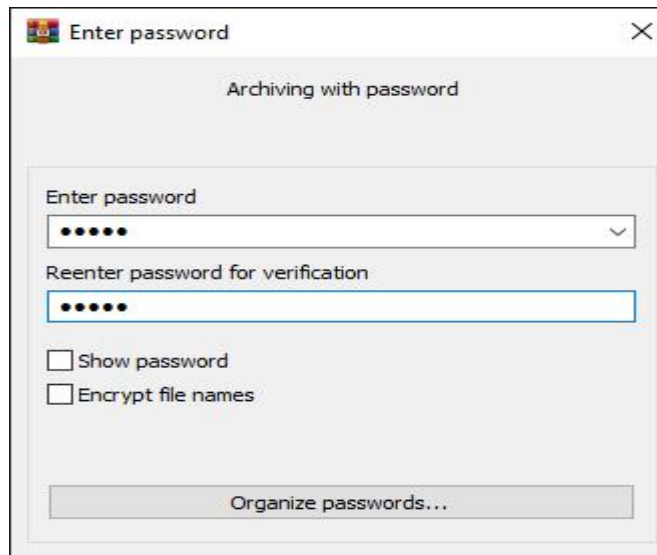 Enter password
Archiving with password
Enter password
•••••
Reenter password for verification
•••••
Show password
Encrypt file names
Organize passwords...